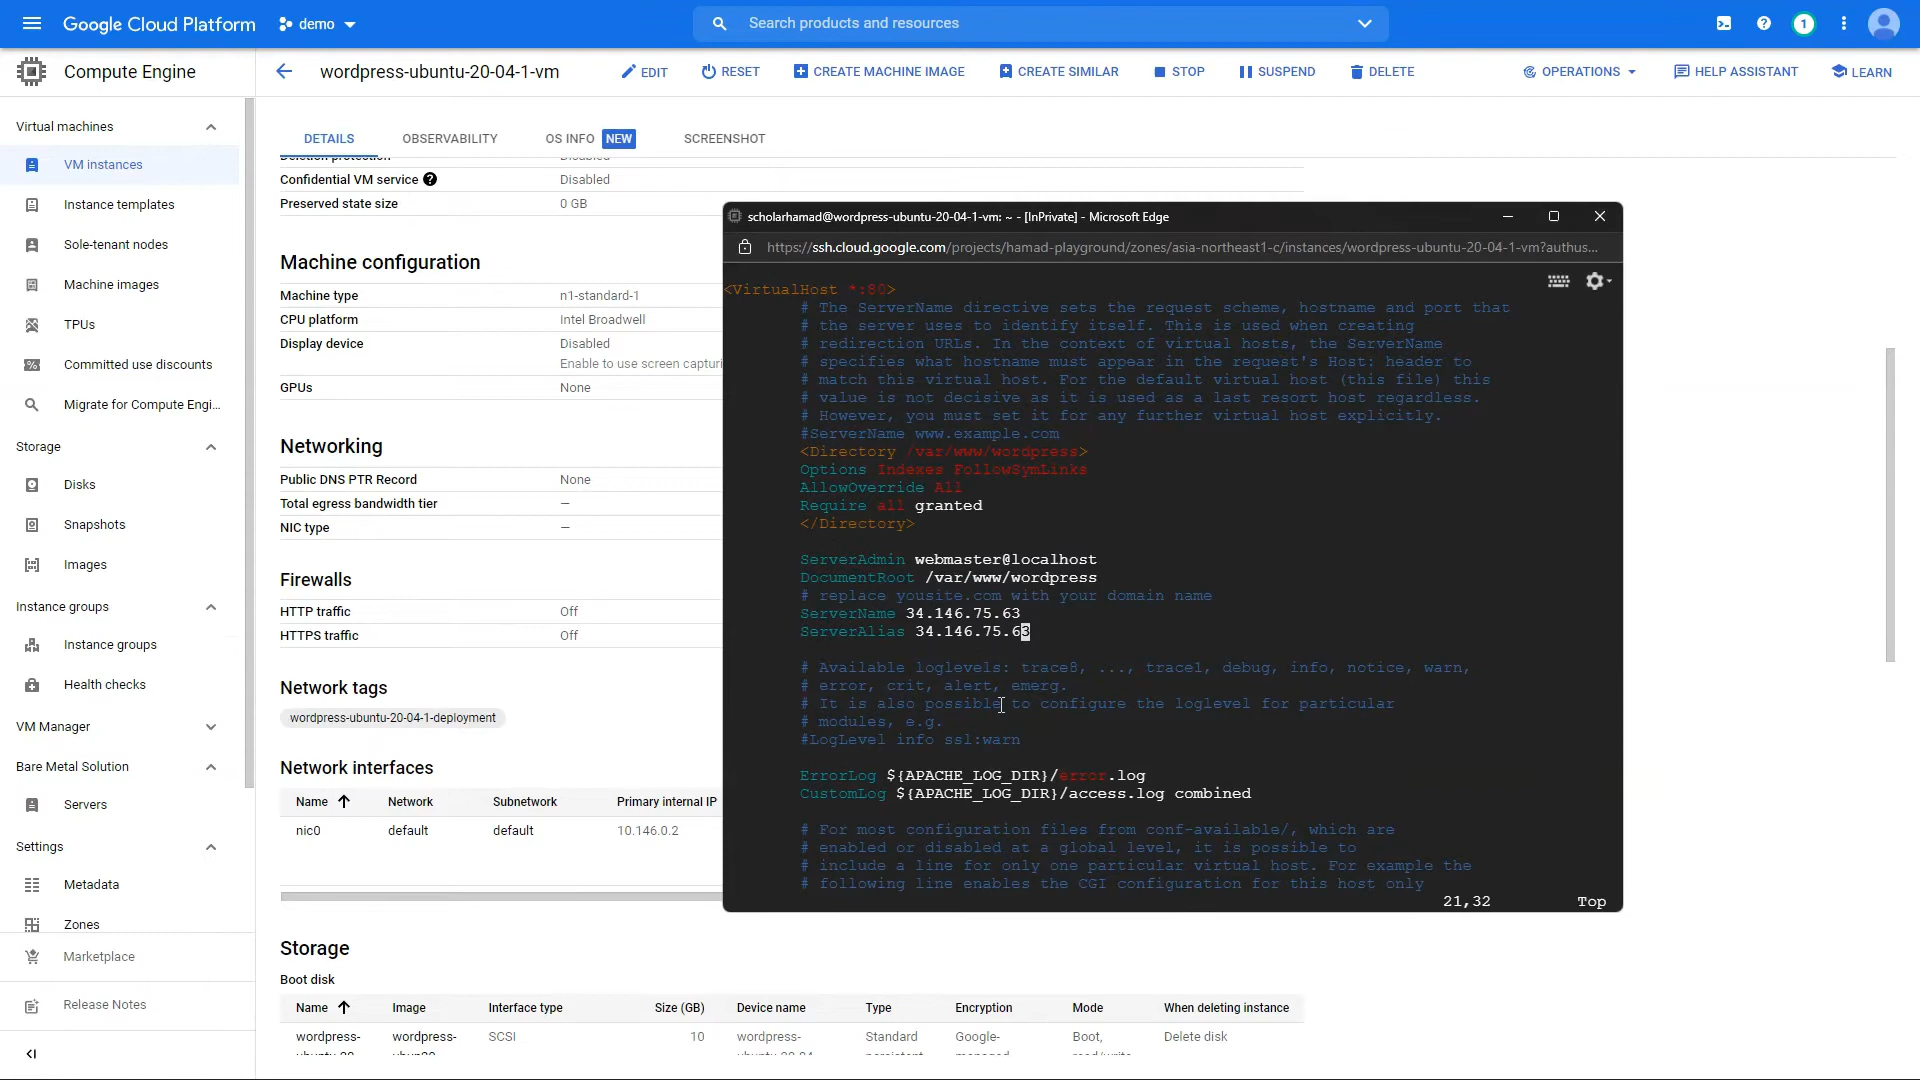 Google Cloud Platform
demo
Search products and resources
1
Compute Engine
wordpress-ubuntu-20-04-1-vm
EDIT
RESET
CREATE MACHINE IMAGE
CREATE SIMILAR
STOP
SUSPEND
DELETE
OPERATIONS
HELP ASSISTANT
LEARN
Virtual machines
VM instances
Instance templates
Sole-tenant nodes
Machine images
TPUs
Committed use discounts
Migrate for Compute Engi...
Storage
Disks
Snapshots
Images
Instance groups
Instance groups
Health checks
VM Manager
Bare Metal Solution
Servers
Settings
Metadata
Zones
Marketplace
Release Notes
DETAILS
OBSERVABILITY
OS INFO NEW
SCREENSHOT
Deletion protection Disabled
Confidential VM service Disabled
Preserved state size 0 GB
Machine configuration
Machine type n1-standard-1
CPU platform Intel Broadwell
Display device Disabled
Enable to use screen capturi
GPUs None
Networking
Public DNS PTR Record None
Total egress bandwidth tier —
NIC type —
Firewalls
HTTP traffic Off
HTTPS traffic Off
Network tags
wordpress-ubuntu-20-04-1-deployment
Network interfaces
Name Network Subnetwork Primary internal IP
nic0 default default 10.146.0.2
Storage
Boot disk
Name Image Interface type Size (GB) Device name Type Encryption Mode When deleting instance
wordpress- wordpress- SCSI 10 wordpress- Standard Google- Boot, Delete disk
scholarhamad@wordpress-ubuntu-20-04-1-vm: ~ - [InPrivate] - Microsoft Edge
https://ssh.cloud.google.com/projects/hamad-playground/zones/asia-northeast1-c/instances/wordpress-ubuntu-20-04-1-vm?authus...
<VirtualHost *:80>
# The ServerName directive sets the request scheme, hostname and port that
# the server uses to identify itself. This is used when creating
# redirection URLs. In the context of virtual hosts, the ServerName
# specifies what hostname must appear in the request's Host: header to
# match this virtual host. For the default virtual host (this file) this
# value is not decisive as it is used as a last resort host regardless.
# However, you must set it for any further virtual host explicitly.
#ServerName www.example.com
<Directory /var/www/wordpress>
Options Indexes FollowSymLinks
AllowOverride All
Require all granted
</Directory>
ServerAdmin webmaster@localhost
DocumentRoot /var/www/wordpress
# replace yousite.com with your domain name
ServerName 34.146.75.63
ServerAlias 34.146.75.63
# Available loglevels: trace8, ..., trace1, debug, info, notice, warn,
# error, crit, alert, emerg.
# It is also possible to configure the loglevel for particular
# modules, e.g.
#LogLevel info ssl:warn
ErrorLog ${APACHE_LOG_DIR}/error.log
CustomLog ${APACHE_LOG_DIR}/access.log combined
# For most configuration files from conf-available/, which are
# enabled or disabled at a global level, it is possible to
# include a line for only one particular virtual host. For example the
# following line enables the CGI configuration for this host only
21,32 Top